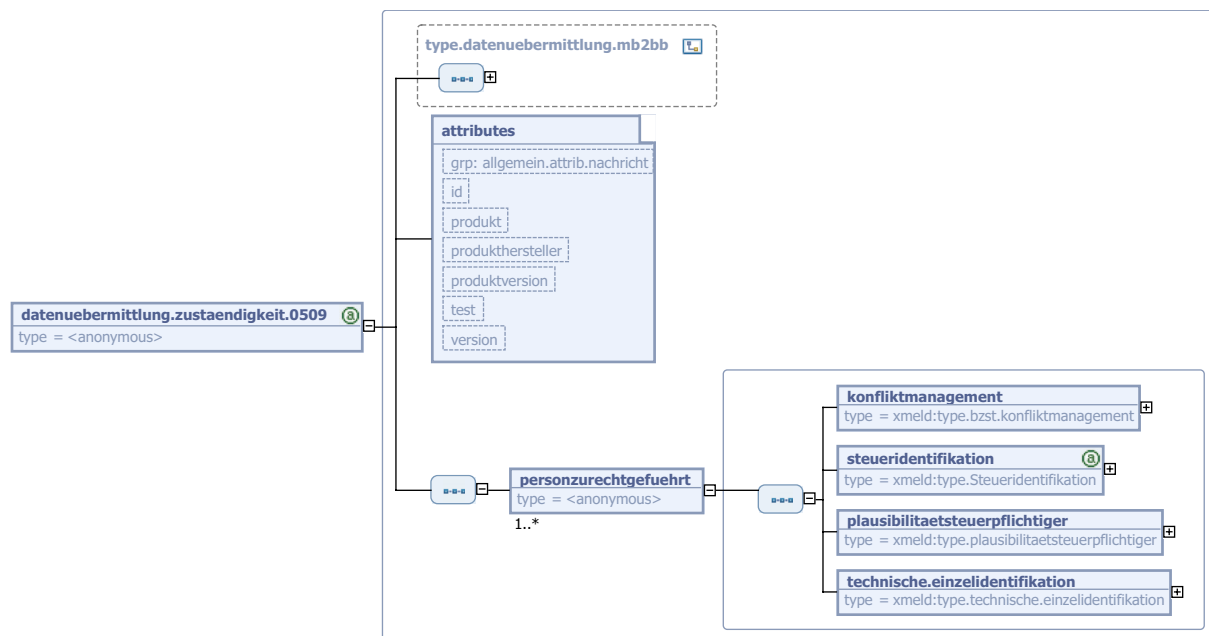 type.datenuebermittlung.mb2bb
attributes
grp: allgemein.attrib.nachricht
id
produkt
produkthersteller
produktversion
test
version
datenuebermittlung.zustaendigkeit.0509
a
type = <anonymous>
personzurechtgefuehrt
type = <anonymous>
1..*
konfliktmanagement
type = xmeld:type.bzst.konfliktmanagement
steueridentifikation
a
type = xmeld:type.Steueridentifikation
plausibilitaetsteuerpflichtiger
type = xmeld:type.plausibilitaetsteuerpflichtiger
technische.einzelidentifikation
type = xmeld:type.technische.einzelidentifikation